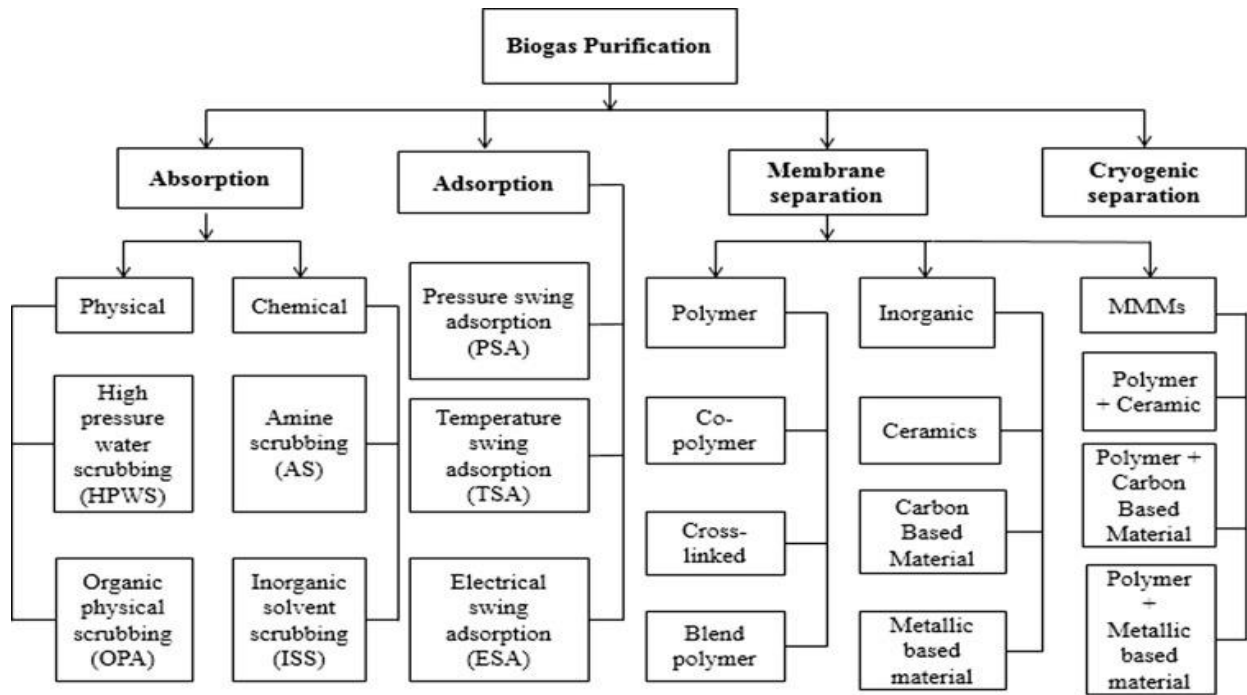 Biogas Purification
Absorption
Adsorption
Membrane
separation
Cryogenic
separation
Physical
Chemical
Pressure swing
adsorption
(PSA)
Polymer
Inorganic
MMMs
High
pressure
water
scrubbing
(HPWS)
Amine
scrubbing
(AS)
Temperature
swing
adsorption
(TSA)
Co-
polymer
Ceramics
Polymer
+ Ceramic
Polymer +
Carbon
Based
Material
Cross-
linked
Carbon
Based
Material
Organic
physical
scrubbing
(OPA)
Inorganic
solvent
scrubbing
(ISS)
Electrical
swing
adsorption
(ESA)
Blend
polymer
Metallic
based
material
Polymer
+
Metallic
based
material